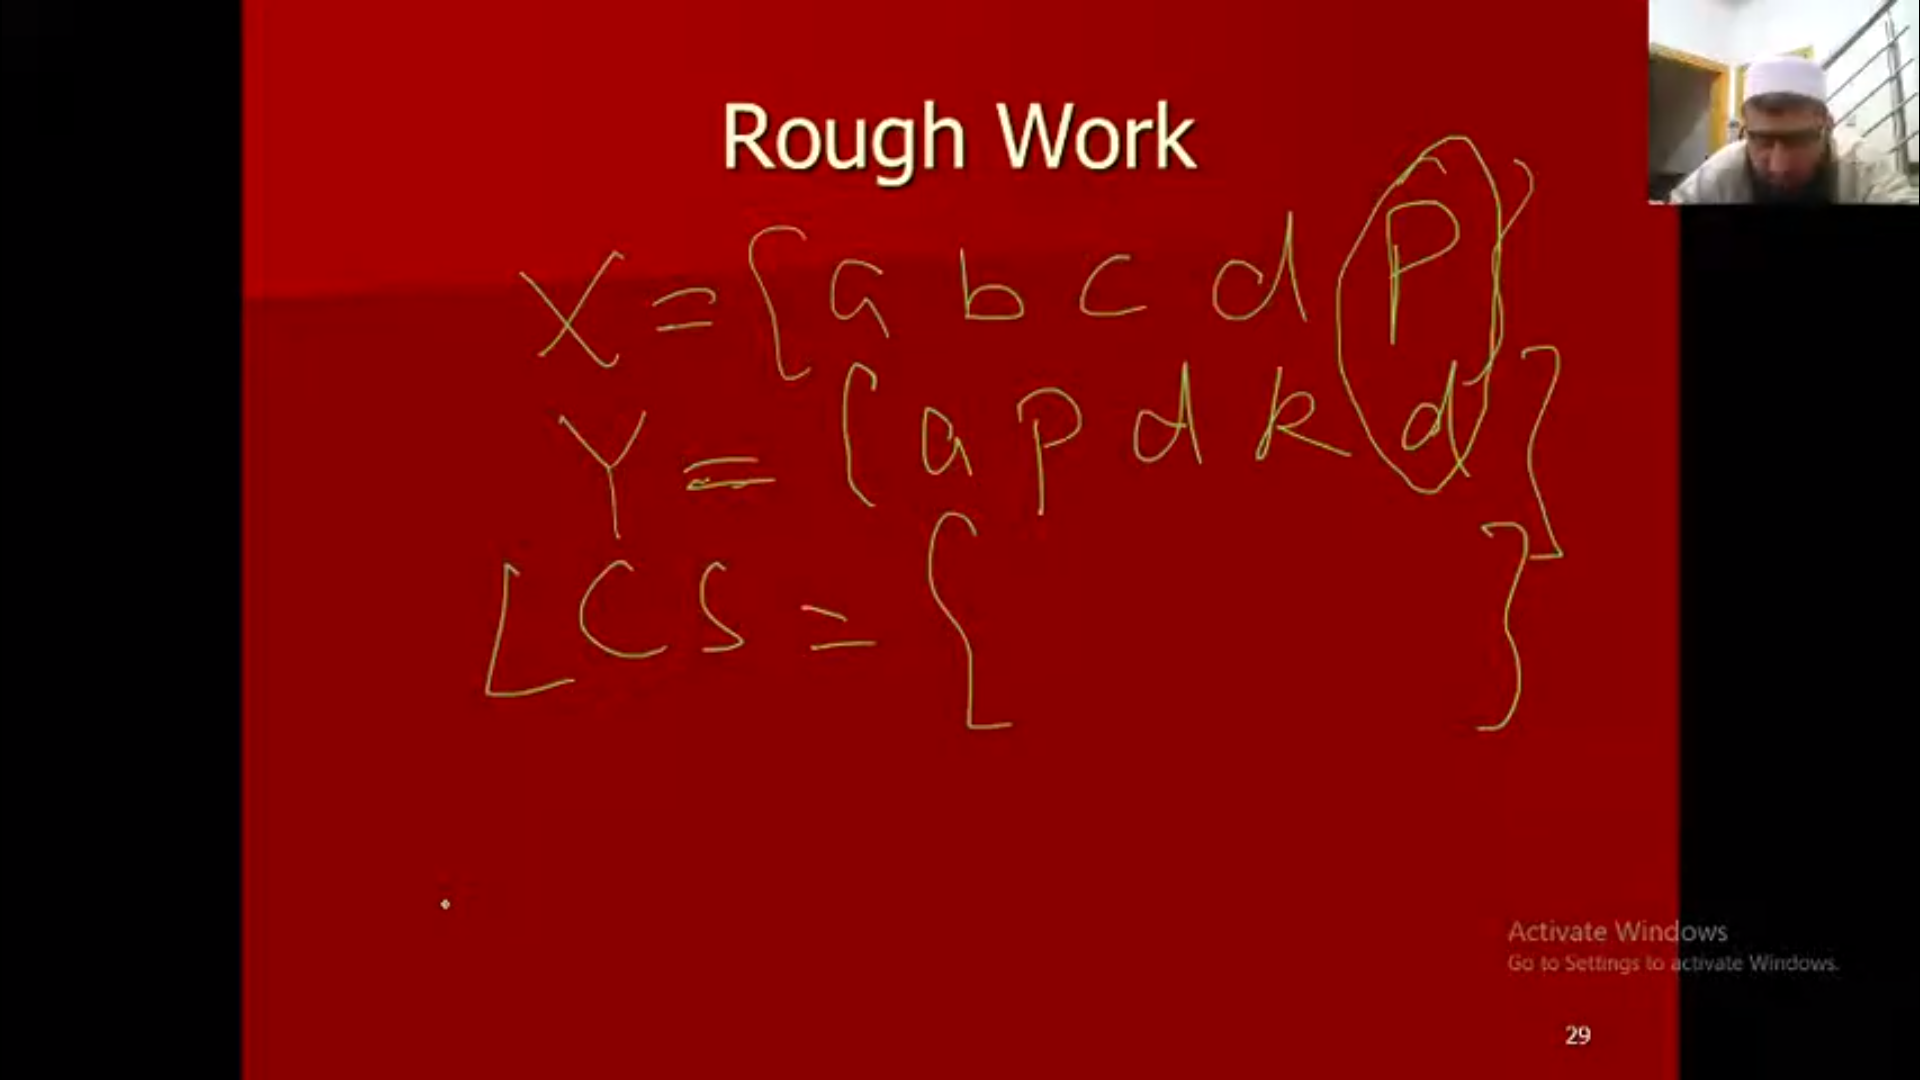 Rough Work
X = { a b c d P }
Y = { a p d k d }
LCS = { }
Activate Windows
Go to Settings to activate Windows.
29